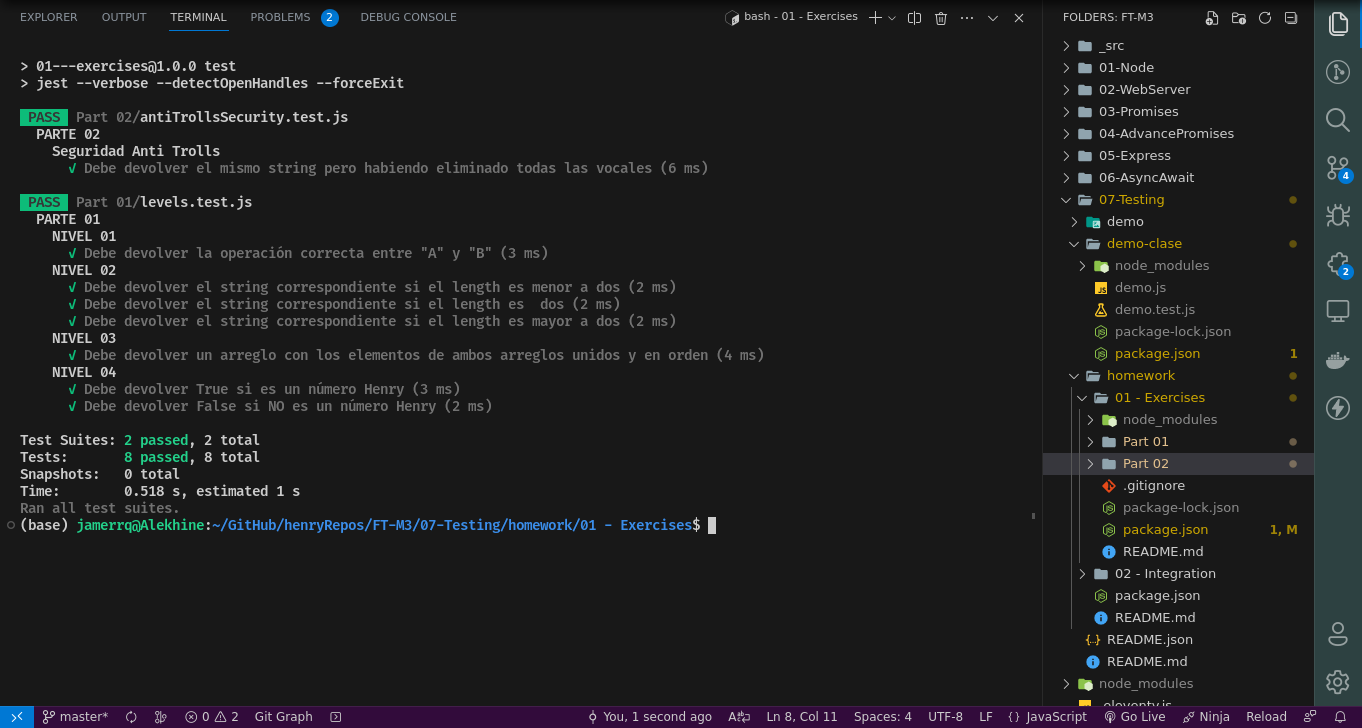 EXPLORER OUTPUT TERMINAL PROBLEMS 2 DEBUG CONSOLE bash - 01 - Exercises
> 01---exercises@1.0.0 test
> jest --verbose --detectOpenHandles --forceExit
PASS Part 02/antiTrollsSecurity.test.js
PARTE 02
Seguridad Anti Trolls
√ Debe devolver el mismo string pero habiendo eliminado todas las vocales (6 ms)
PASS Part 01/levels.test.js
PARTE 01
NIVEL 01
√ Debe devolver la operación correcta entre "A" y "B" (3 ms)
NIVEL 02
√ Debe devolver el string correspondiente si el length es menor a dos (2 ms)
√ Debe devolver el string correspondiente si el length es  dos (2 ms)
√ Debe devolver el string correspondiente si el length es mayor a dos (2 ms)
NIVEL 03
√ Debe devolver un arreglo con los elementos de ambos arreglos unidos y en orden (4 ms)
NIVEL 04
√ Debe devolver True si es un número Henry (3 ms)
√ Debe devolver False si NO es un número Henry (2 ms)
Test Suites: 2 passed, 2 total
Tests: 8 passed, 8 total
Snapshots: 0 total
Time: 0.518 s, estimated 1 s
Ran all test suites.
(base) jamerrq@Alekhine:~/GitHub/henryRepos/FT-M3/07-Testing/homework/01 - Exercises$
FOLDERS: FT-M3
_src
01-Node
02-WebServer
03-Promises
04-AdvancePromises
05-Express
06-AsyncAwait
07-Testing
demo
demo-clase
node_modules
demo.js
demo.test.js
package-lock.json
package.json 1
homework
01 - Exercises
node_modules
Part 01
Part 02
.gitignore
package-lock.json
package.json 1, M
README.md
02 - Integration
package.json
README.md
README.json
README.md
node_modules
.eleventy.js
4
2
master* 0 2 Git Graph You, 1 second ago Ln 8, Col 11 Spaces: 4 UTF-8 LF {} JavaScript Go Live Ninja Reload